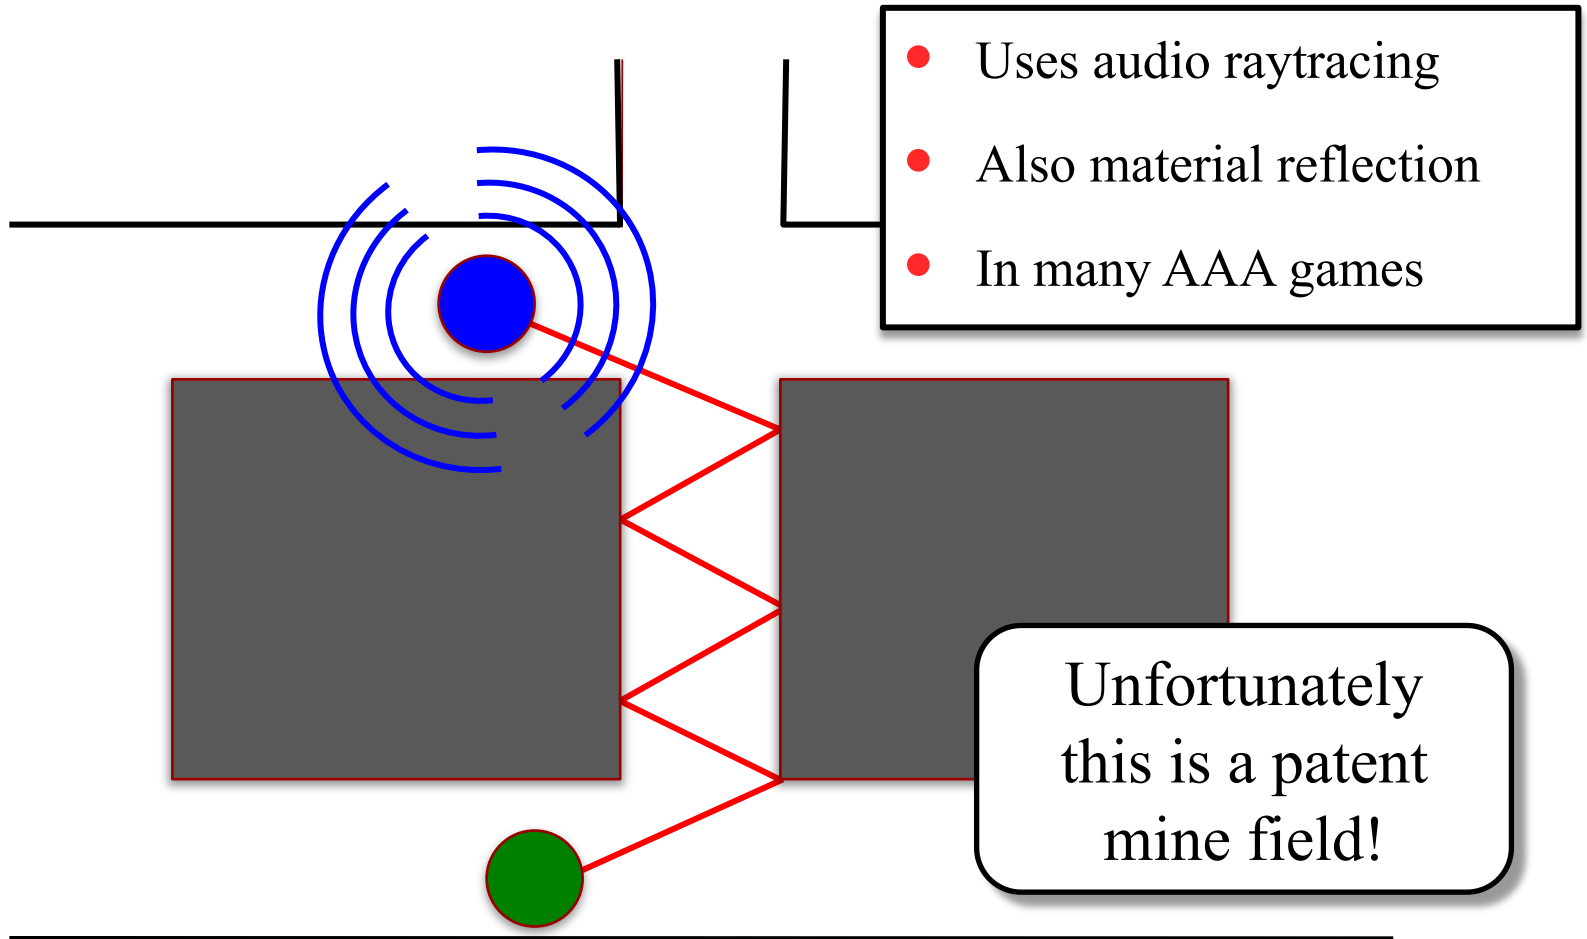 Uses audio raytracing
Also material reflection
In many AAA games
Unfortunately
this is a patent
mine field!